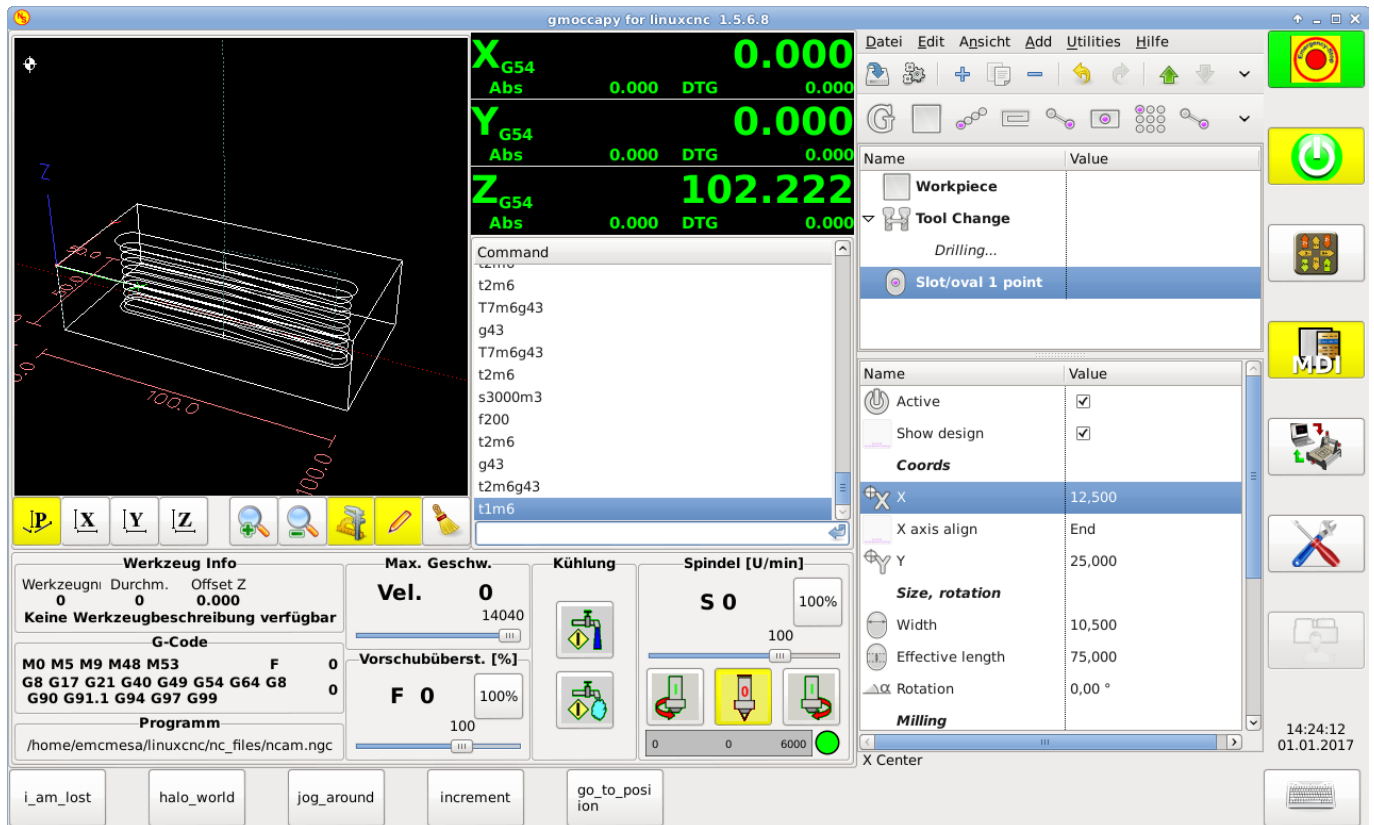 gmoccapy for linuxcnc 1.5.6.8
Z
50.0
100.0
100.0
X G54 0.000
Abs 0.000 DTG 0.000
Y G54 0.000
Abs 0.000 DTG 0.000
Z G54 102.222
Abs 0.000 DTG 0.000
Command
t2m6
t2m6
T7m6g43
g43
T7m6g43
t2m6
s3000m3
f200
t2m6
g43
t2m6g43
t1m6
P X Y Z
Werkzeug Info
Werkzeugni Durchm. Offset Z
0 0 0.000
Keine Werkzeugbeschreibung verfügbar
G-Code
M0 M5 M9 M48 M53 F 0
G8 G17 G21 G40 G49 G54 G64 G8 0
G90 G91.1 G94 G97 G99
Programm
/home/emcmesa/linuxcnc/nc_files/ncam.ngc
Max. Geschw.
Vel. 0
14040
Vorschubüberst. [%]
F 0 100%
100
Kühlung
Spindel [U/min]
S 0 100%
100
0 0 6000
Datei Edit Ansicht Add Utilities Hilfe
G
Name Value
Workpiece
Tool Change
Drilling...
Slot/oval 1 point
Name Value
Active
Show design
Coords
X 12,500
X axis align End
Y 25,000
Size, rotation
Width 10,500
Effective length 75,000
Rotation 0,00 °
Milling
X Center
Emergency-Stop
MDI
14:24:12
01.01.2017
i_am_lost
halo_world
jog_around
increment
go_to_posi
ion